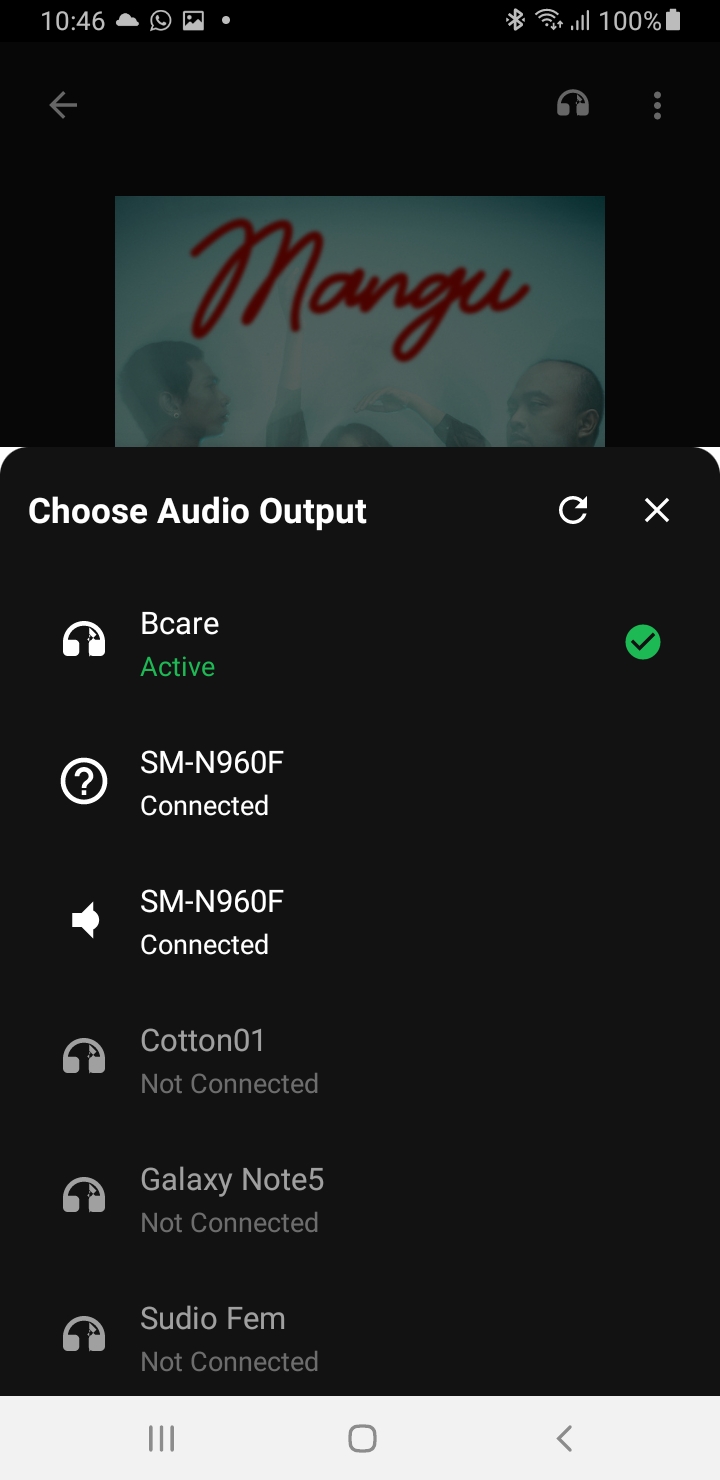 10:46
100%
Mangu
Choose Audio Output
Bcare
Active
SM-N960F
Connected
SM-N960F
Connected
Cotton01
Not Connected
Galaxy Note5
Not Connected
Sudio Fem
Not Connected